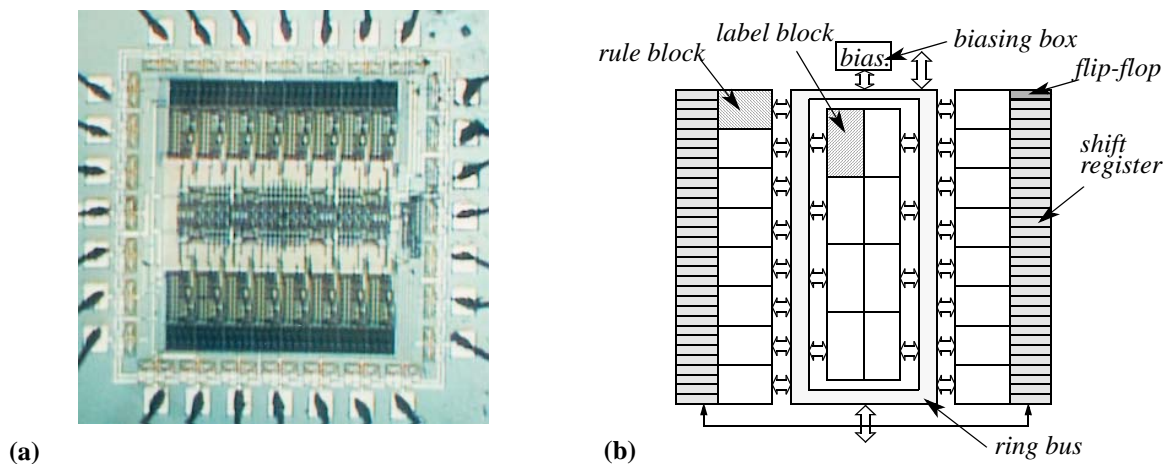 label block
rule block
bias.
biasing box
flip-flop
shift
register
ring bus
(a)
(b)